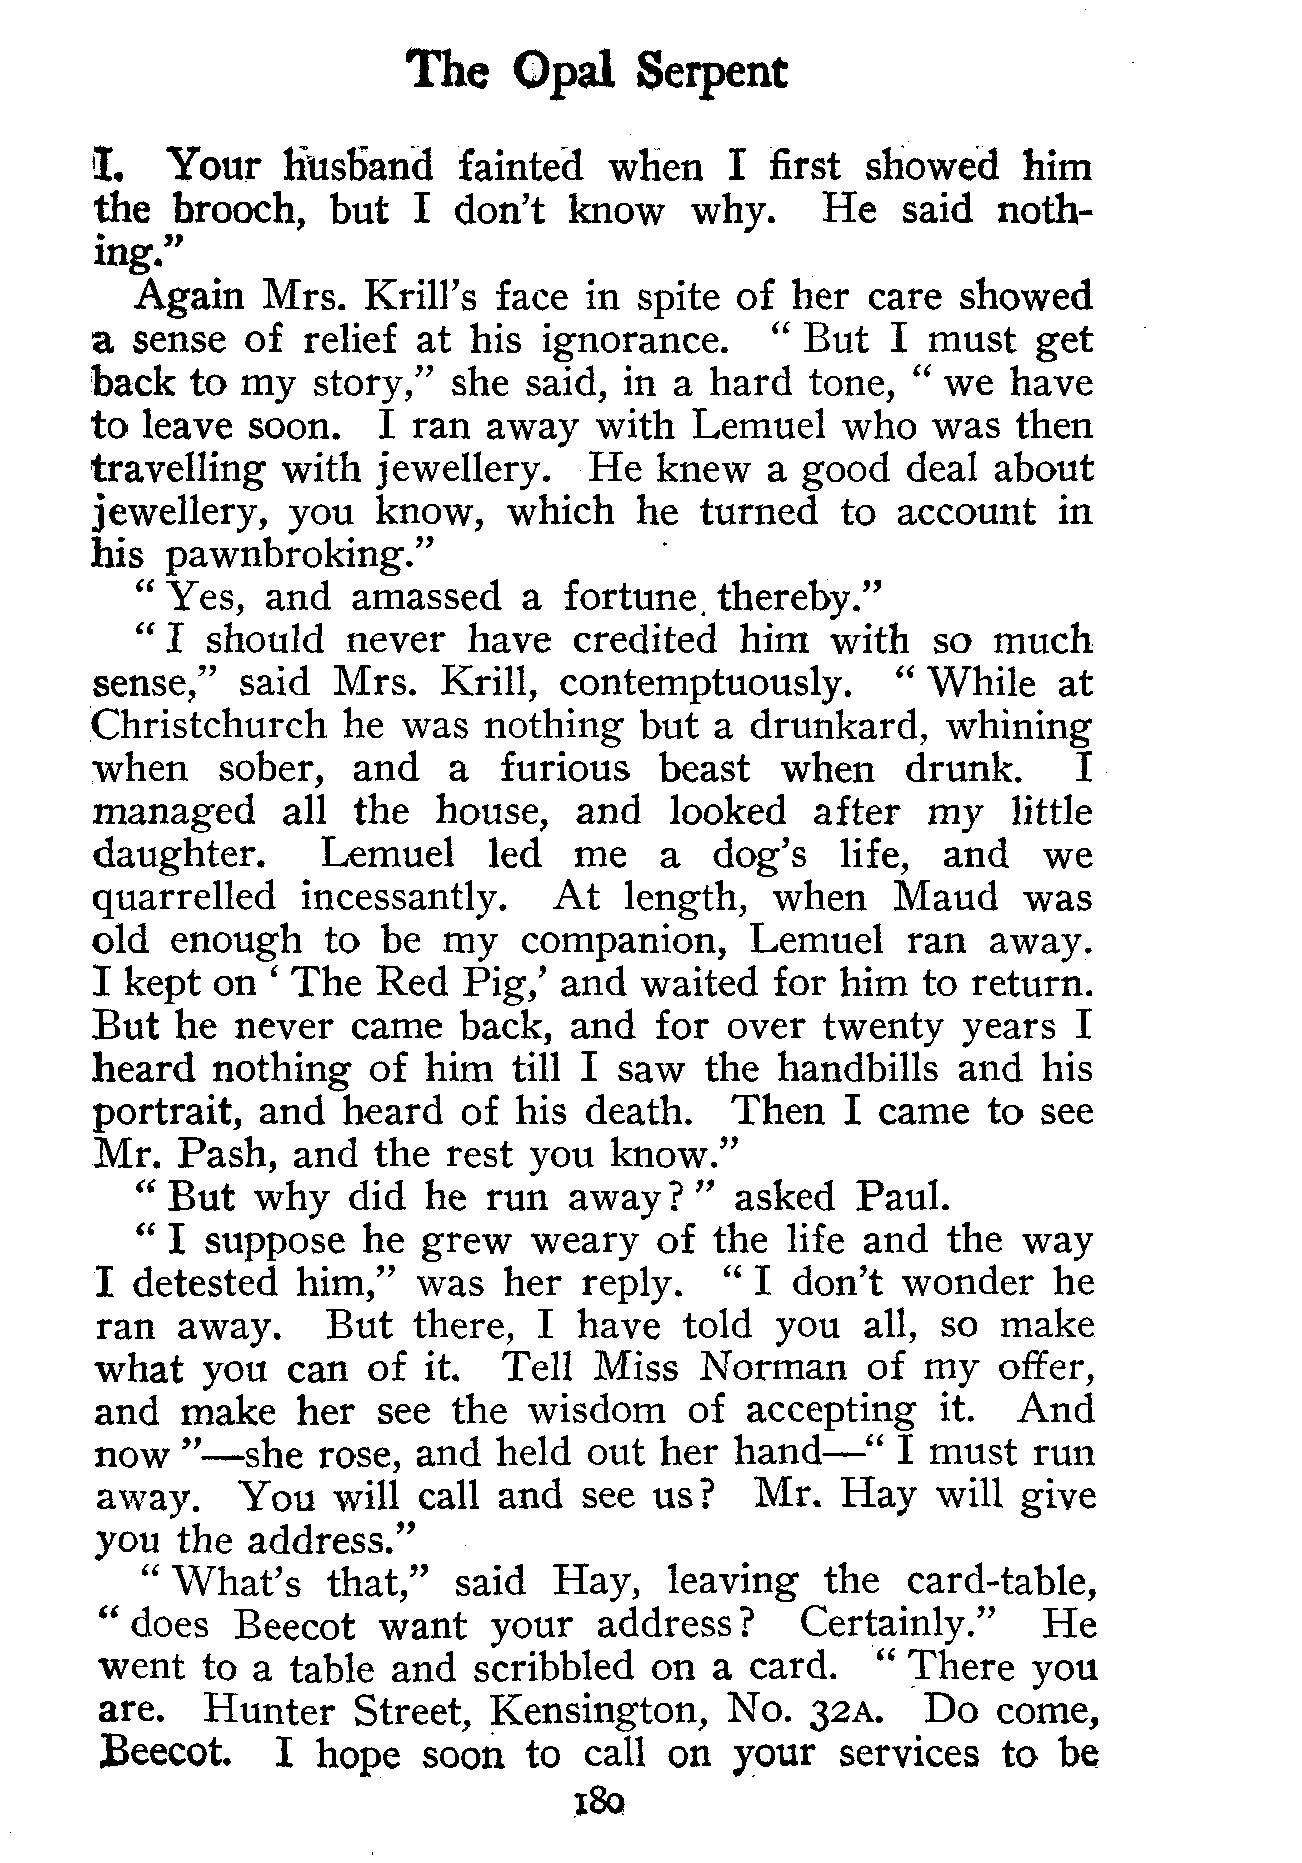 The Opal Serpent
I. Your husband fainted when I first showed him
the brooch, but I don't know why. He said noth-
ing."
Again Mrs. Krill's face in spite of her care showed
a sense of relief at his ignorance. " But I must get
back to my story," she said, in a hard tone, " we have
to leave soon. I ran away with Lemuel who was then
travelling with jewellery. He knew a good deal about
jewellery, you know, which he turned to account in
his pawnbroking."
" Yes, and amassed a fortune thereby."
" I should never have credited him with so much
sense," said Mrs. Krill, contemptuously. " While at
Christchurch he was nothing but a drunkard, whining
when sober, and a furious beast when drunk. I
managed all the house, and looked after my little
daughter. Lemuel led me a dog's life, and we
quarrelled incessantly. At length, when Maud was
old enough to be my companion, Lemuel ran away.
I kept on ' The Red Pig,' and waited for him to return.
But he never came back, and for over twenty years I
heard nothing of him till I saw the handbills and his
portrait, and heard of his death. Then I came to see
Mr. Pash, and the rest you know."
" But why did he run away? " asked Paul.
" I suppose he grew weary of the life and the way
I detested him," was her reply. " I don't wonder he
ran away. But there, I have told you all, so make
what you can of it. Tell Miss Norman of my offer,
and make her see the wisdom of accepting it. And
now "—she rose, and held out her hand—" I must run
away. You will call and see us? Mr. Hay will give
you the address."
" What's that," said Hay, leaving the card-table,
" does Beecot want your address? Certainly." He
went to a table and scribbled on a card. " There you
are. Hunter Street, Kensington, No. 32A. Do come,
Beecot. I hope soon to call on your services to be
180